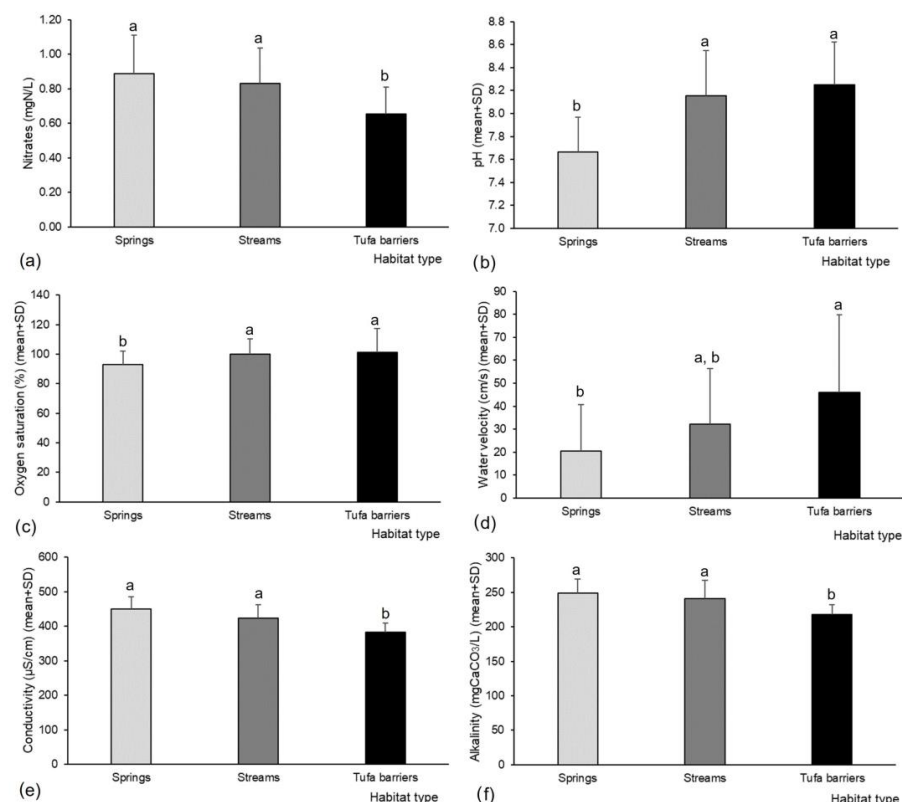 1.20
1.00
0.80
0.60
0.40
0.20
0.00
Nitrates (mgN/L)
a
a
b
Springs
Streams
Tufa barriers
Habitat type
(a)
8.8
8.6
8.4
8.2
8.0
7.8
7.6
7.4
7.2
7.0
pH (mean+SD)
b
a
a
Springs
Streams
Tufa barriers
Habitat type
(b)
140
120
100
80
60
40
20
0
Oxygen saturation (%) (mean+SD)
b
a
a
Springs
Streams
Tufa barriers
Habitat type
(c)
90
80
70
60
50
40
30
20
10
0
Water velocity (cm/s) (mean+SD)
b
a, b
a
Springs
Streams
Tufa barriers
Habitat type
(d)
600
500
400
300
200
100
0
Conductivity (µS/cm) (mean+SD)
a
a
b
Springs
Streams
Tufa barriers
Habitat type
(e)
300
250
200
150
100
50
0
Alkalinity (mgCaCO3/L) (mean+SD)
a
a
b
Springs
Streams
Tufa barriers
Habitat type
(f)